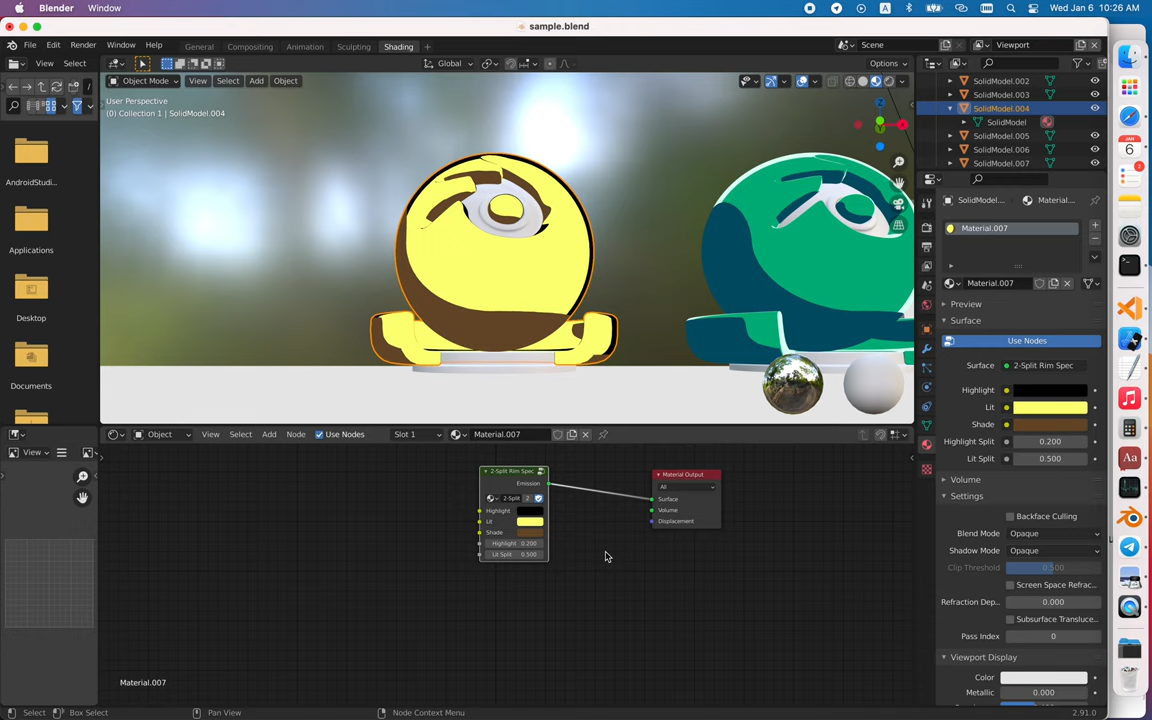 Blender Window Wed Jan 6 10:26 AM
sample.blend
File Edit Render Window Help General Compositing Animation Sculpting Shading + Scene Viewport
View Select Global Options
Object Mode View Select Add Object
User Perspective
(0) Collection 1 | SolidModel.004
AndroidStudi...
Applications
Desktop
Documents
SolidModel.002
SolidModel.003
SolidModel.004
SolidModel
SolidModel.005
SolidModel.006
SolidModel.007
SolidModel... Material....
Material.007
Material.007
Preview
Surface
Use Nodes
Surface 2-Split Rim Spec
Highlight
Lit
Shade
Highlight Split 0.200
Lit Split 0.500
Volume
Settings
Backface Culling
Blend Mode Opaque
Shadow Mode Opaque
Clip Threshold 0.500
Screen Space Refrac...
Refraction Dep... 0.000
Subsurface Transluce...
Pass Index 0
Viewport Display
Color
Metallic 0.000
View Object View Select Add Node Use Nodes Slot 1 Material.007
2-Split Rim Spec
Emission
2-Split 2
Highlight
Lit
Shade
Highlight 0.200
Lit Split 0.500
Material Output
All
Surface
Volume
Displacement
Material.007
Select Box Select Pan View Node Context Menu 2.91.0